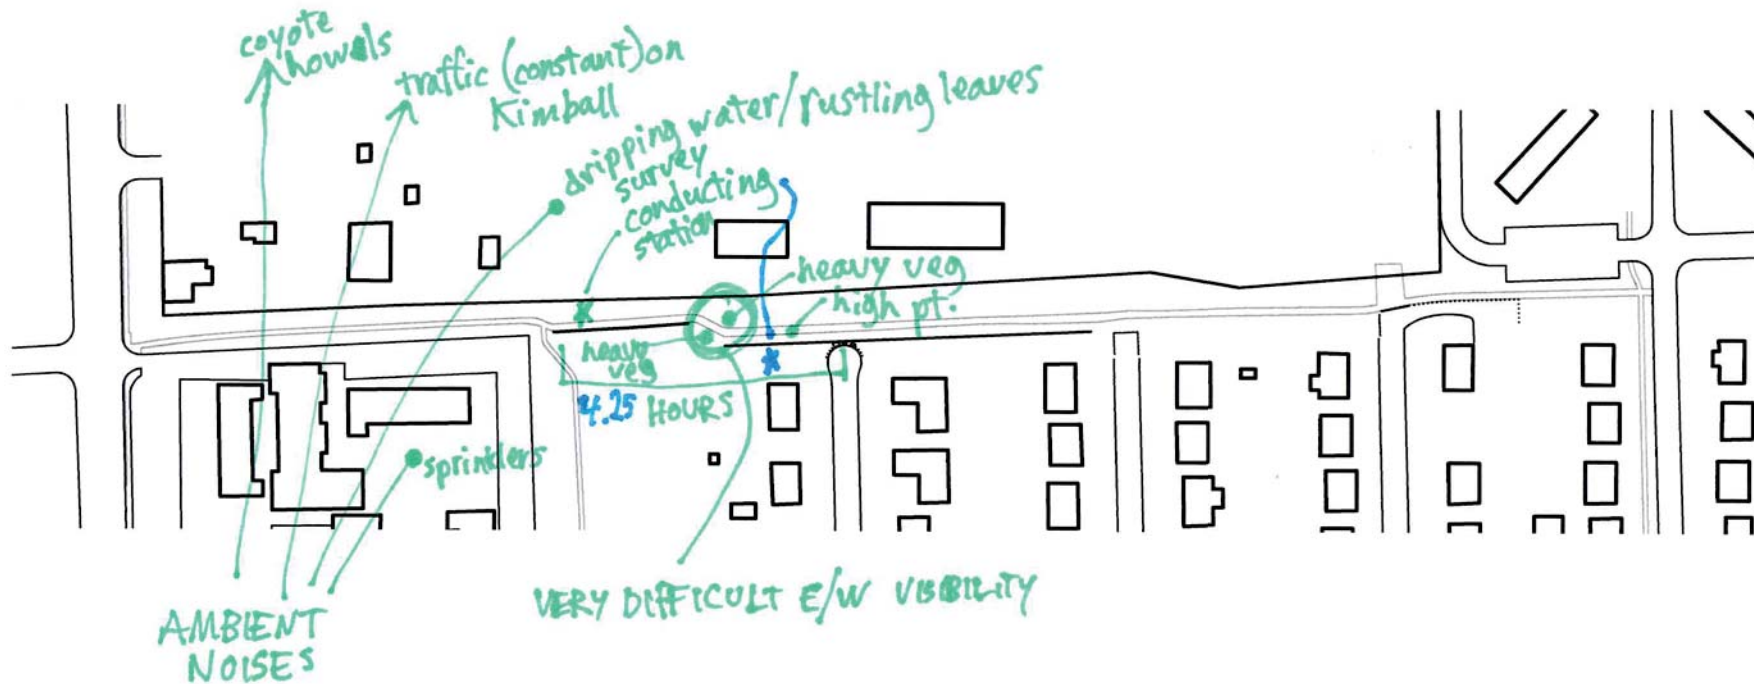 coyote
howals
traffic (constant) on
Kimball
dripping water/rustling leaves
survey
conducting
station
heavy veg
high pt.
heavy
veg
4.25 HOURS
sprinklers
VERY DIFFICULT E/W VISIBILITY
AMBIENT
NOISES